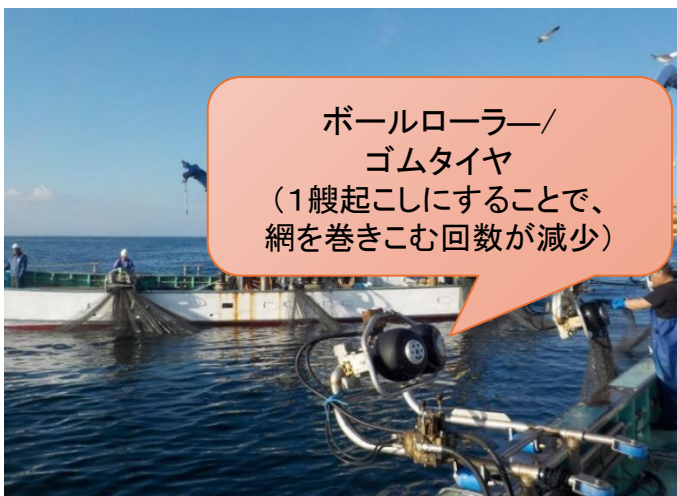 ボールローラ―/
ゴムタイヤ
（１艘起こしにすることで、
網を巻きこむ回数が減少）